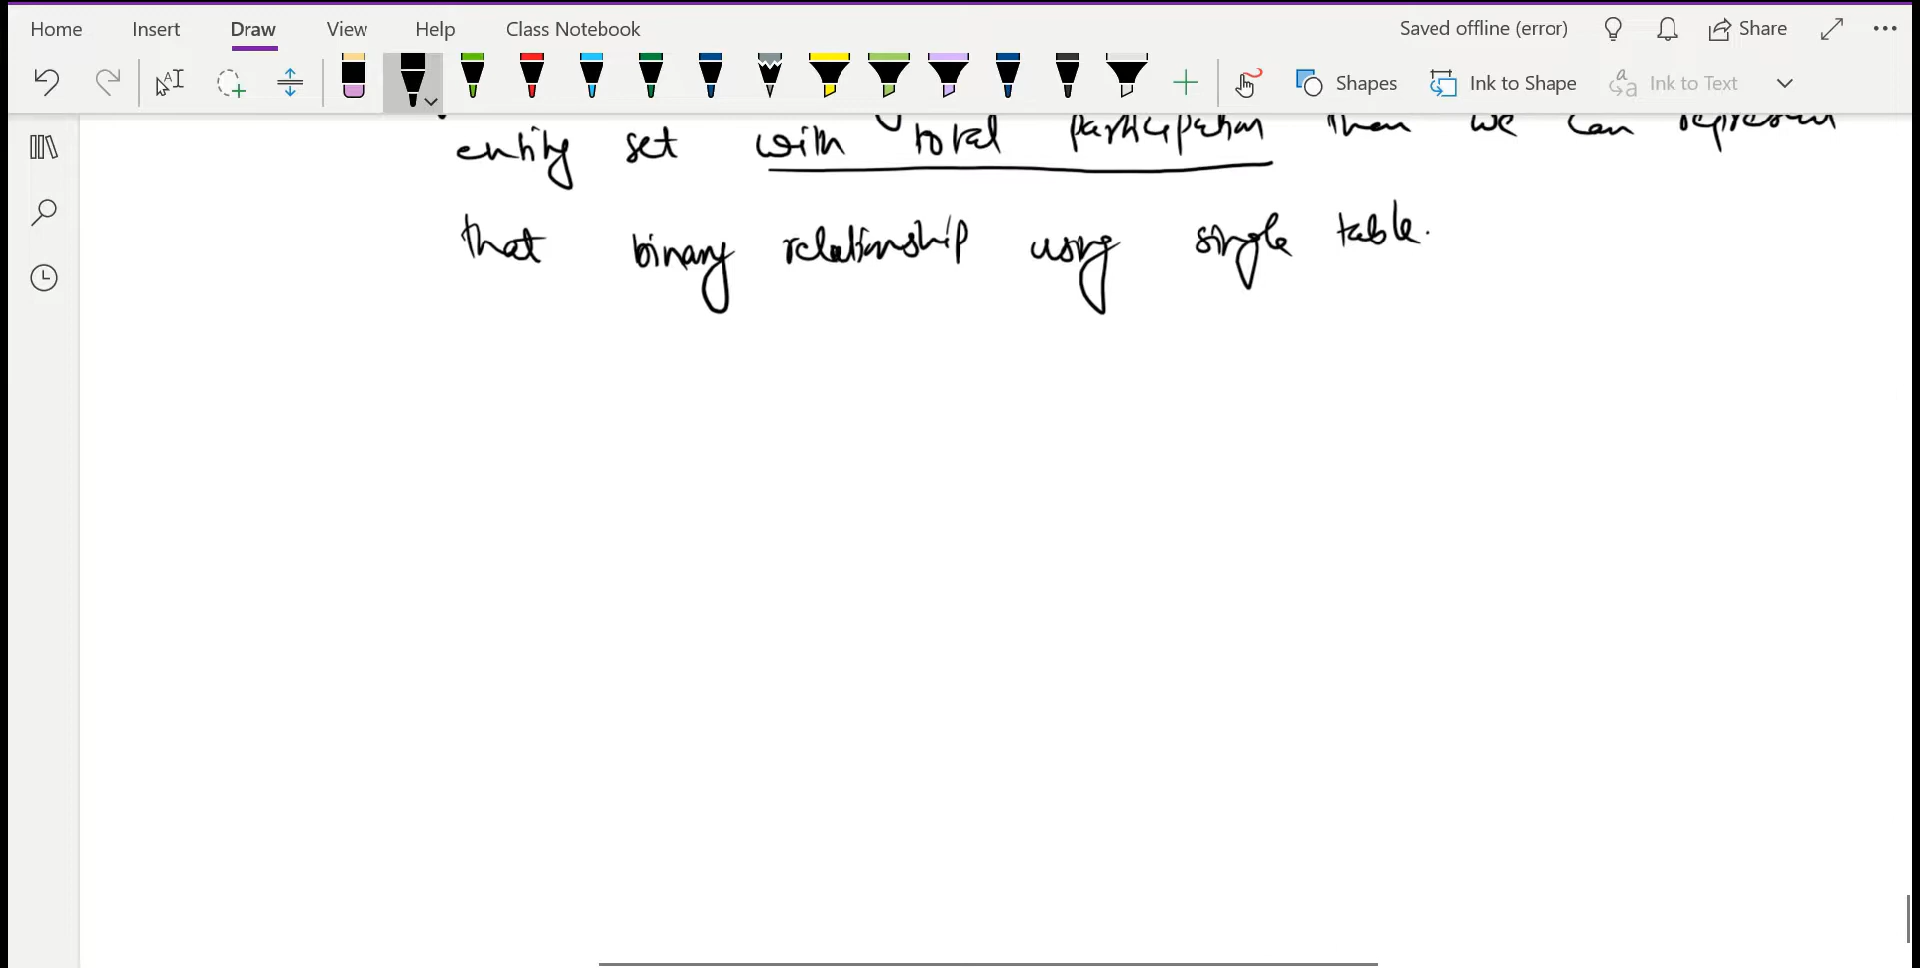 Home Insert Draw View Help Class Notebook Saved offline (error) Share
Shapes Ink to Shape Ink to Text
entity set with total participation then we can represent
that binary relationship using single table.